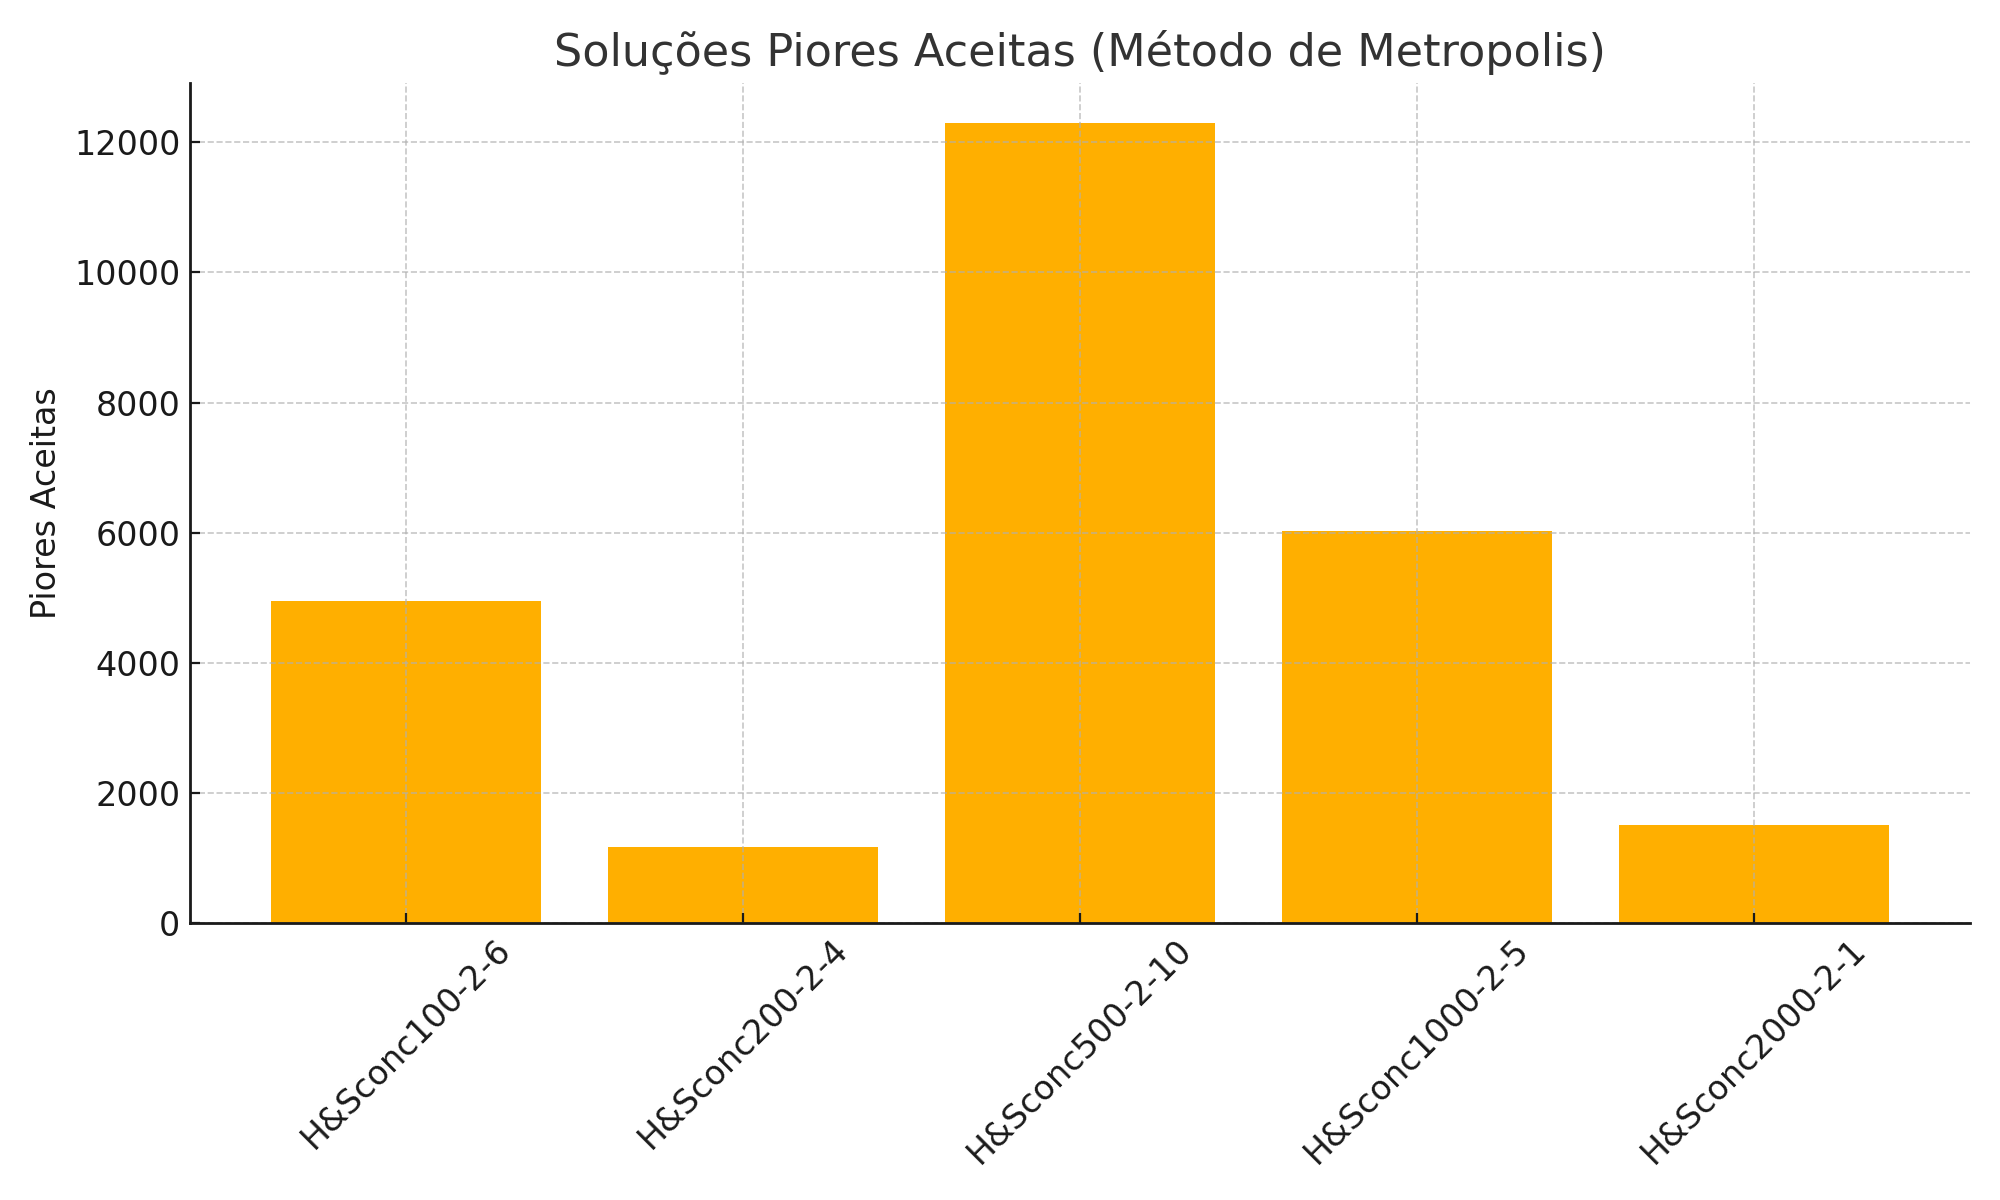 Soluções Piores Aceitas (Método de Metropolis)
Piores Aceitas
12000
10000
8000
6000
4000
2000
0
H&Sconc100-2-6
H&Sconc200-2-4
H&Sconc500-2-10
H&Sconc1000-2-5
H&Sconc2000-2-1